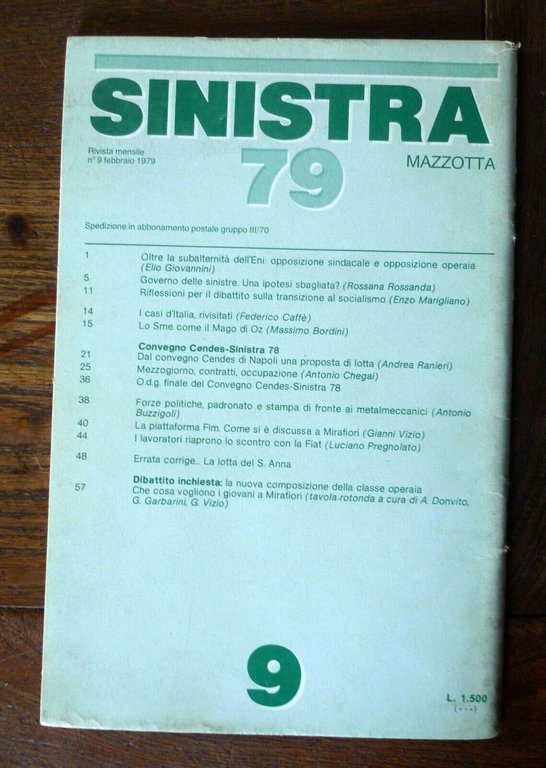 SINISTRA
79
Rivista mensile
n° 9 febbraio 1979
MAZZOTTA
Spedizione in abbonamento postale gruppo III/70
1 Oltre la subalternità dell'Eni: opposizione sindacale e opposizione operaia
(Elio Giovannini)
5 Governo delle sinistre. Una ipotesi sbagliata? (Rossana Rossanda)
11 Riflessioni per il dibattito sulla transizione al socialismo (Enzo Marigliano)
14 I casi d'Italia, rivisitati (Federico Caffè)
15 Lo Sme come il Mago di Oz (Massimo Bordini)
Convegno Cendes-Sinistra 78
21 Dal convegno Cendes di Napoli una proposta di lotta (Andrea Ranieri)
25 Mezzogiorno, contratti, occupazione (Antonio Chegai)
36 O.d.g. finale del Convegno Cendes-Sinistra 78
38 Forze politiche, padronato e stampa di fronte ai metalmeccanici (Antonio
Buzzigoli)
40 La piattaforma Flm. Come si è discussa a Mirafiori (Gianni Vizio)
44 I lavoratori riaprono lo scontro con la Fiat (Luciano Pregnolato)
48 Errata corrige... La lotta del S. Anna
Dibattito inchiesta: la nuova composizione della classe operaia
57 Che cosa vogliono i giovani a Mirafiori (tavola rotonda a cura di A. Donvito,
G. Garbarini, G. Vizio)
9
L. 1.500
(---)